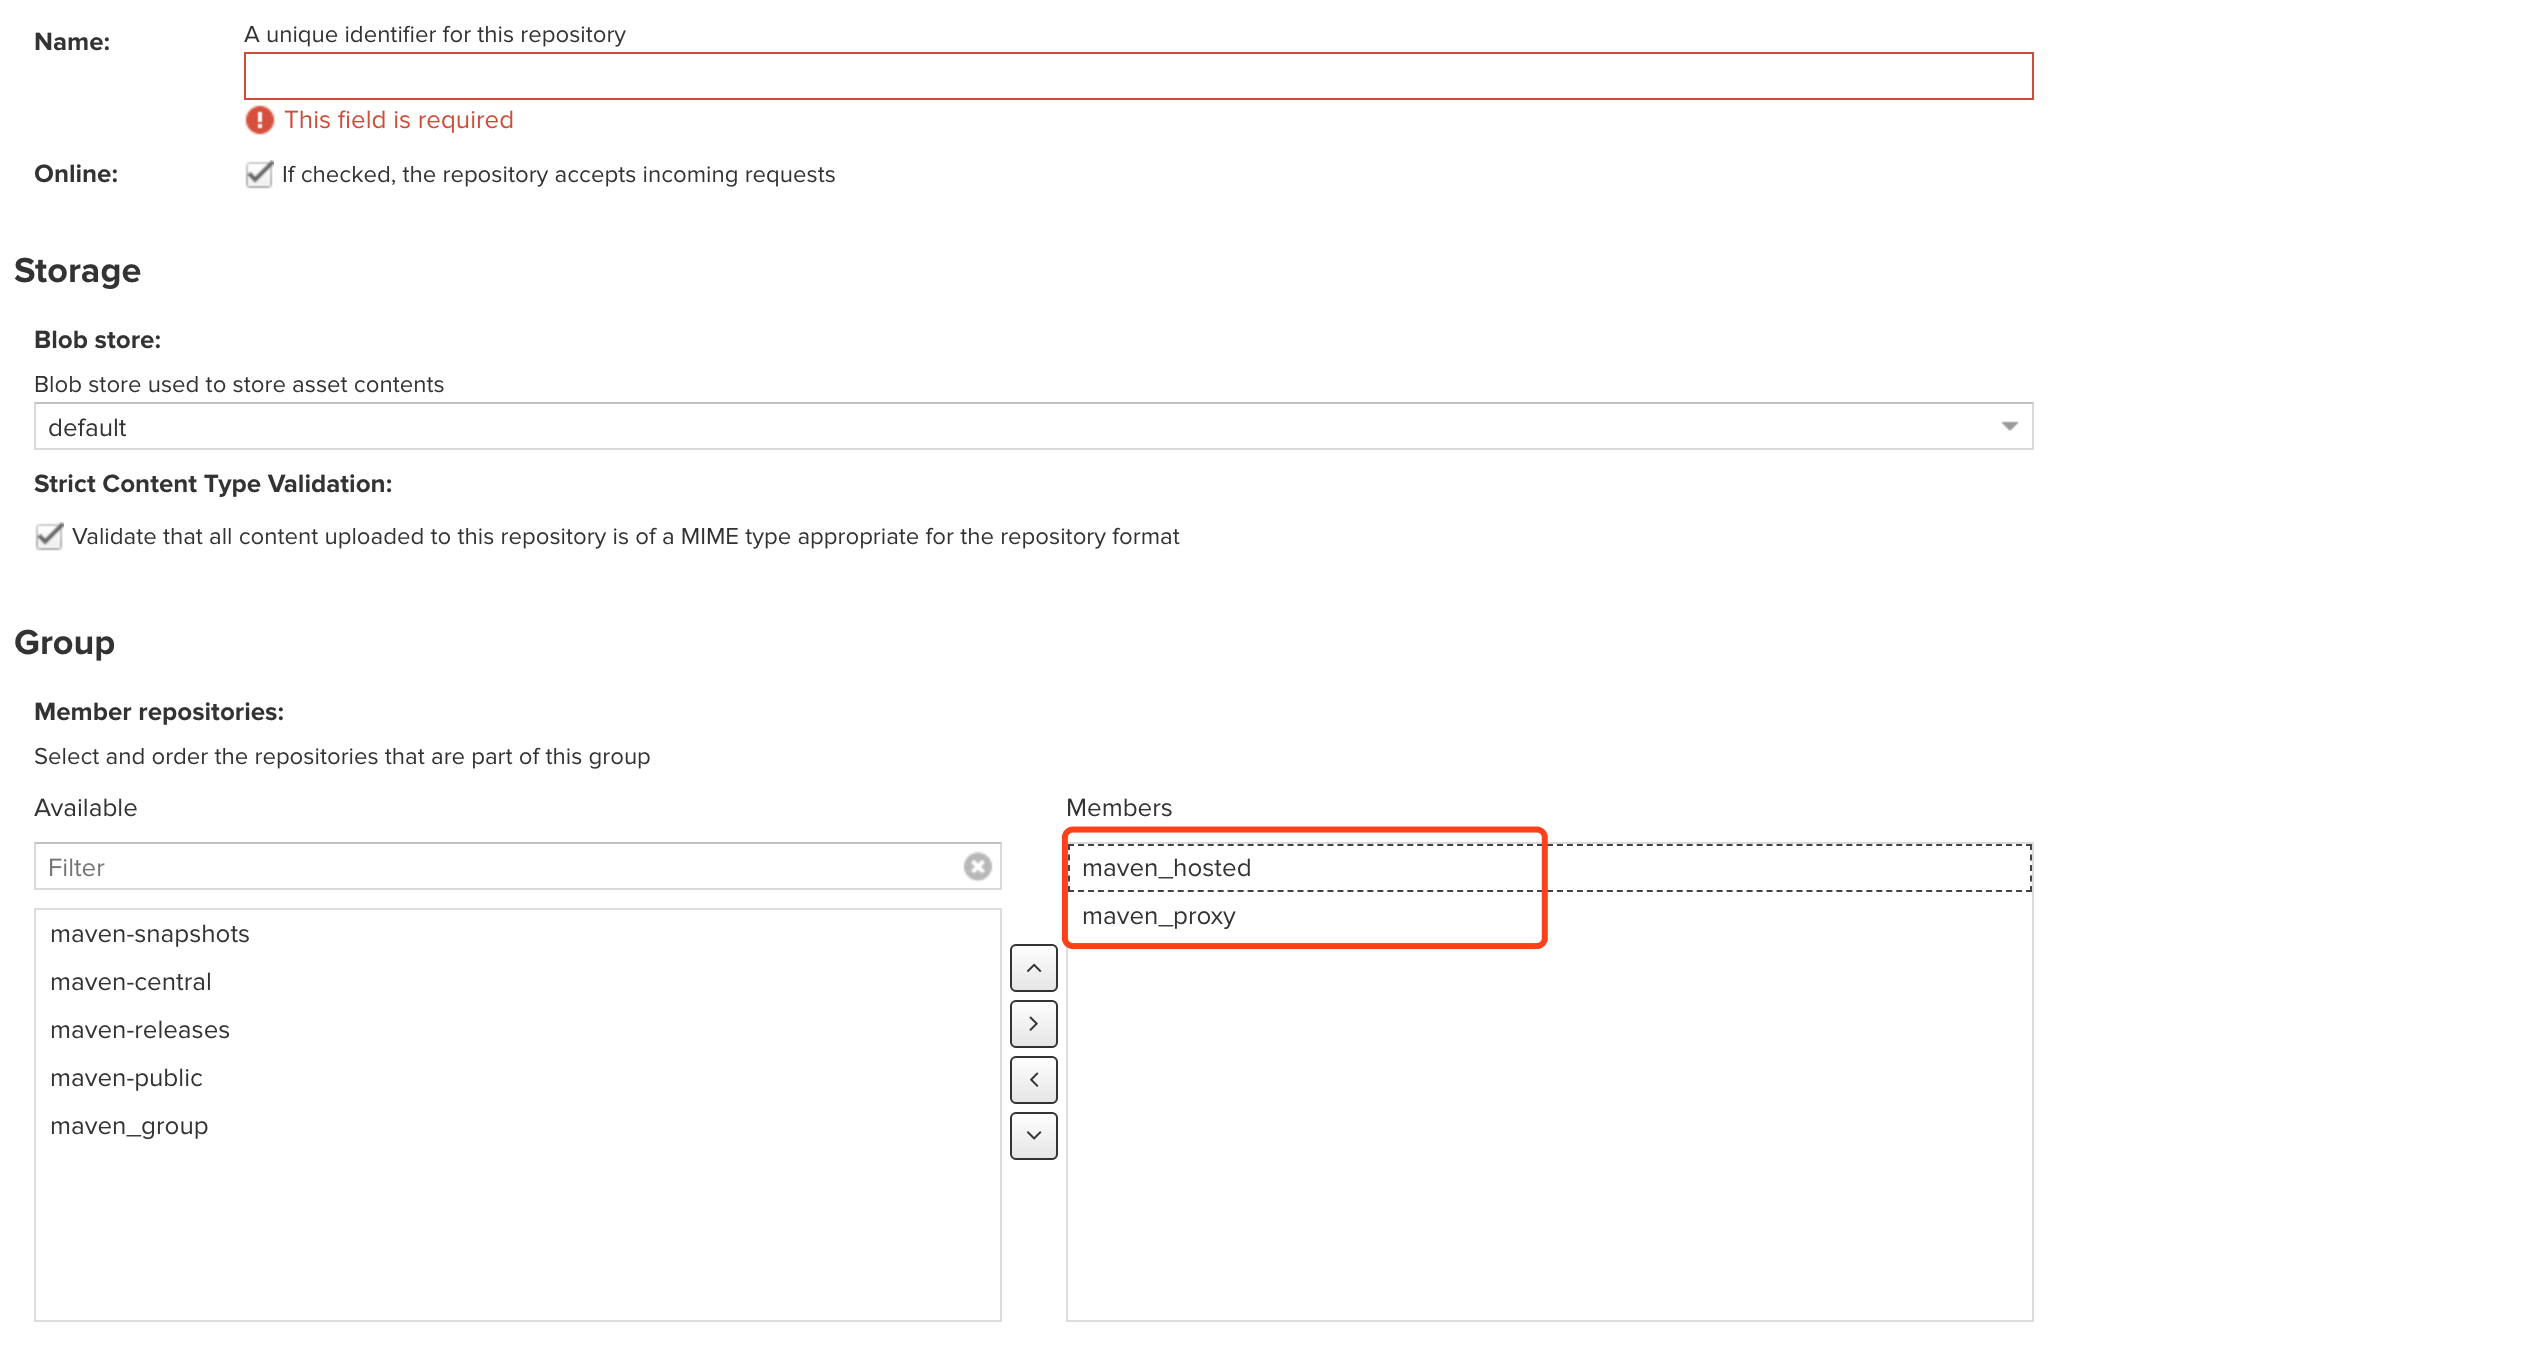 Name:
A unique identifier for this repository
This field is required
Online:
If checked, the repository accepts incoming requests
Storage
Blob store:
Blob store used to store asset contents
default
Strict Content Type Validation:
Validate that all content uploaded to this repository is of a MIME type appropriate for the repository format
Group
Member repositories:
Select and order the repositories that are part of this group
Available
Filter
maven-snapshots
maven-central
maven-releases
maven-public
maven_group
Members
maven_hosted
maven_proxy